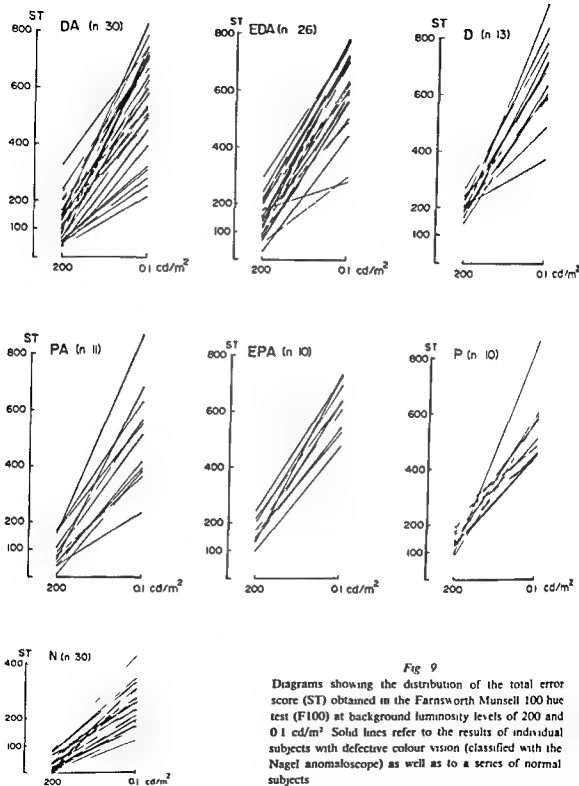 ST DA (n 30)
800
600
400
200
100
200 0 1 cd/m²
ST EDA (n 26)
800
600
400
200
100
200 0 1 cd/m²
ST D (n 13)
800
600
400
200
100
200 0 1 cd/m²
ST PA (n 11)
800
600
400
200
100
200 0 1 cd/m²
ST EPA (n 10)
800
600
400
200
100
200 0 1 cd/m²
ST P (n 10)
800
600
400
200
100
200 0 1 cd/m²
ST N (n 30)
400
100
200 0 1 cd/m²
Fig 9
Diagrams showing the distribution of the total error
score (ST) obtained in the Farnsworth Munsell 100 hue
test (F100) at background luminosity levels of 200 and
0 1 cd/m² Solid lines refer to the results of individual
subjects with defective colour vision (classified with the
Nagel anomaloscope) as well as to a series of normal
subjects